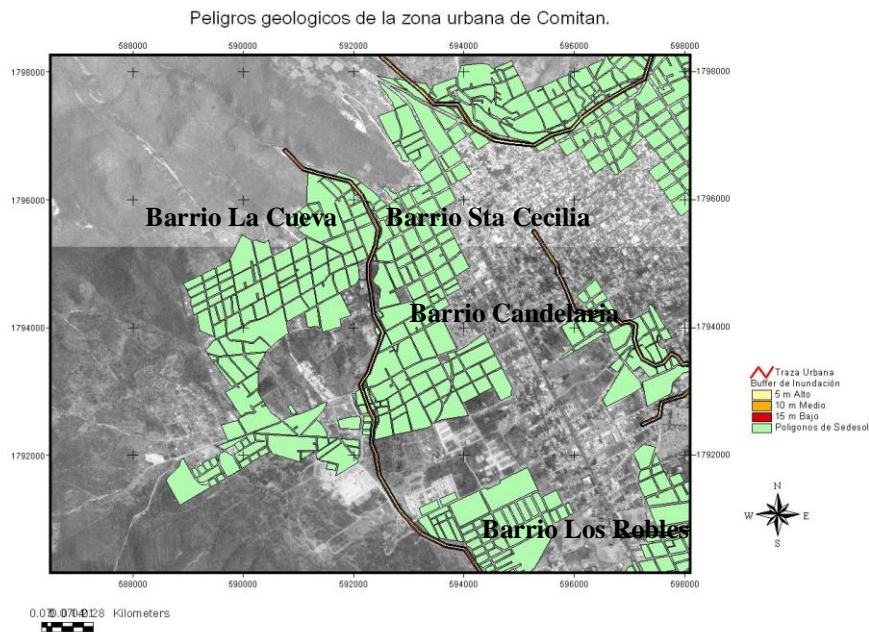 Peligros geologicos de la zona urbana de Comitan.
588000 590000 592000 594000 596000 598000
1798000 1798000
1796000 1796000
Barrio La Cueva Barrio Sta Cecilia
Barrio Candelaria
1794000 1794000
Traza Urbana
Buffer de Inundación
5 m Alto
10 m Medio
15 m Bajo
Poligonos de Sedesol
1792000 1792000
Barrio Los Robles
N
W E
S
588000 590000 592000 594000 596000 598000
Kilometers